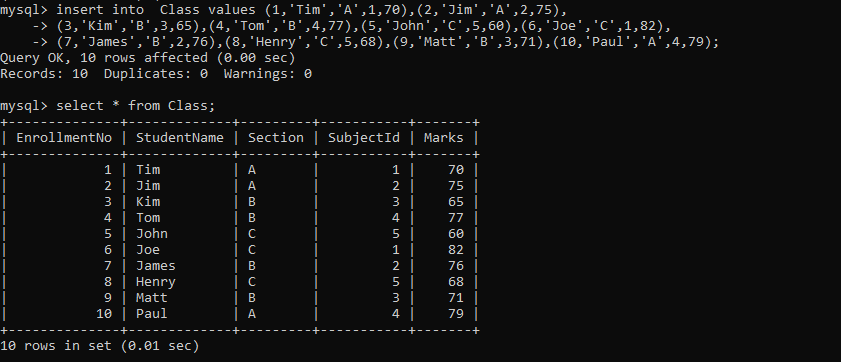 mysql> insert into  Class values (1,'Tim','A',1,70),(2,'Jim','A',2,75),
    -> (3,'Kim','B',3,65),(4,'Tom','B',4,77),(5,'John','C',5,60),(6,'Joe','C',1,82),
    -> (7,'James','B',2,76),(8,'Henry','C',5,68),(9,'Matt','B',3,71),(10,'Paul','A',4,79);
Query OK, 10 rows affected (0.00 sec)
Records: 10  Duplicates: 0  Warnings: 0

mysql> select * from Class;
+--------------+-------------+---------+-----------+-------+
| EnrollmentNo | StudentName | Section | SubjectId | Marks |
+--------------+-------------+---------+-----------+-------+
|            1 | Tim         | A       |         1 |    70 |
|            2 | Jim         | A       |         2 |    75 |
|            3 | Kim         | B       |         3 |    65 |
|            4 | Tom         | B       |         4 |    77 |
|            5 | John        | C       |         5 |    60 |
|            6 | Joe         | C       |         1 |    82 |
|            7 | James       | B       |         2 |    76 |
|            8 | Henry       | C       |         5 |    68 |
|            9 | Matt        | B       |         3 |    71 |
|           10 | Paul        | A       |         4 |    79 |
+--------------+-------------+---------+-----------+-------+
10 rows in set (0.01 sec)